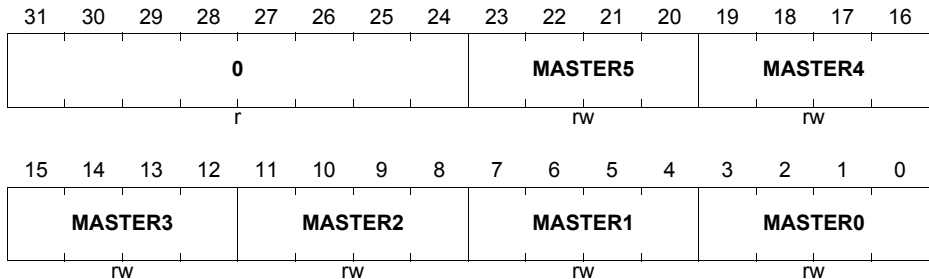 31 30 29 28 27 26 25 24 23 22 21 20 19 18 17 16
0 MASTER5 MASTER4
r rw rw
15 14 13 12 11 10 9 8 7 6 5 4 3 2 1 0
MASTER3 MASTER2 MASTER1 MASTER0
rw rw rw rw